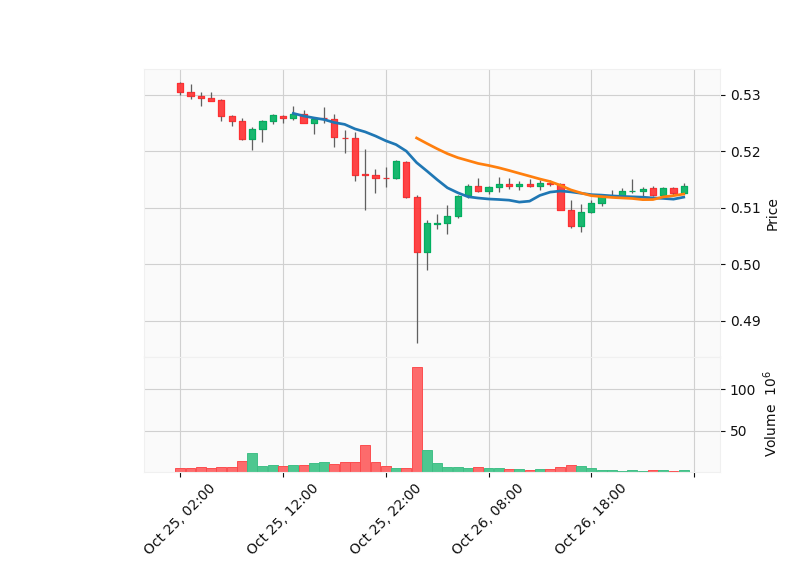 0.53
0.52
0.51
0.50
0.49
Price
100
50
Volume 10^6
Oct 25, 02:00
Oct 25, 12:00
Oct 25, 22:00
Oct 26, 08:00
Oct 26, 18:00